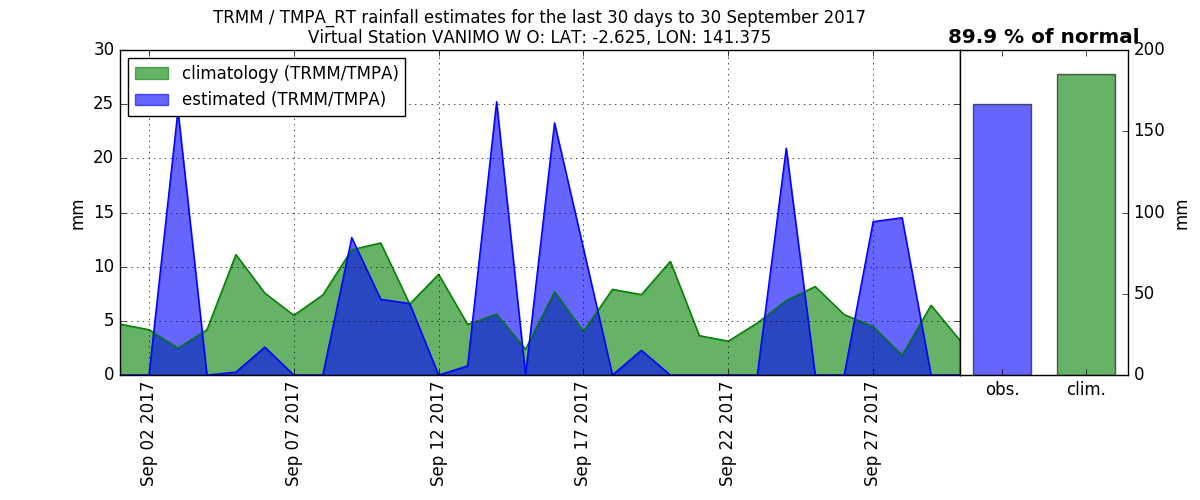 TRMM / TMPA_RT rainfall estimates for the last 30 days to 30 September 2017
Virtual Station VANIMO W O: LAT: -2.625, LON: 141.375
89.9 % of normal
climatology (TRMM/TMPA)
estimated (TRMM/TMPA)
30
25
20
15
10
5
0
mm
Sep 02 2017
Sep 07 2017
Sep 12 2017
Sep 17 2017
Sep 22 2017
Sep 27 2017
obs.
clim.
200
150
100
50
0
mm